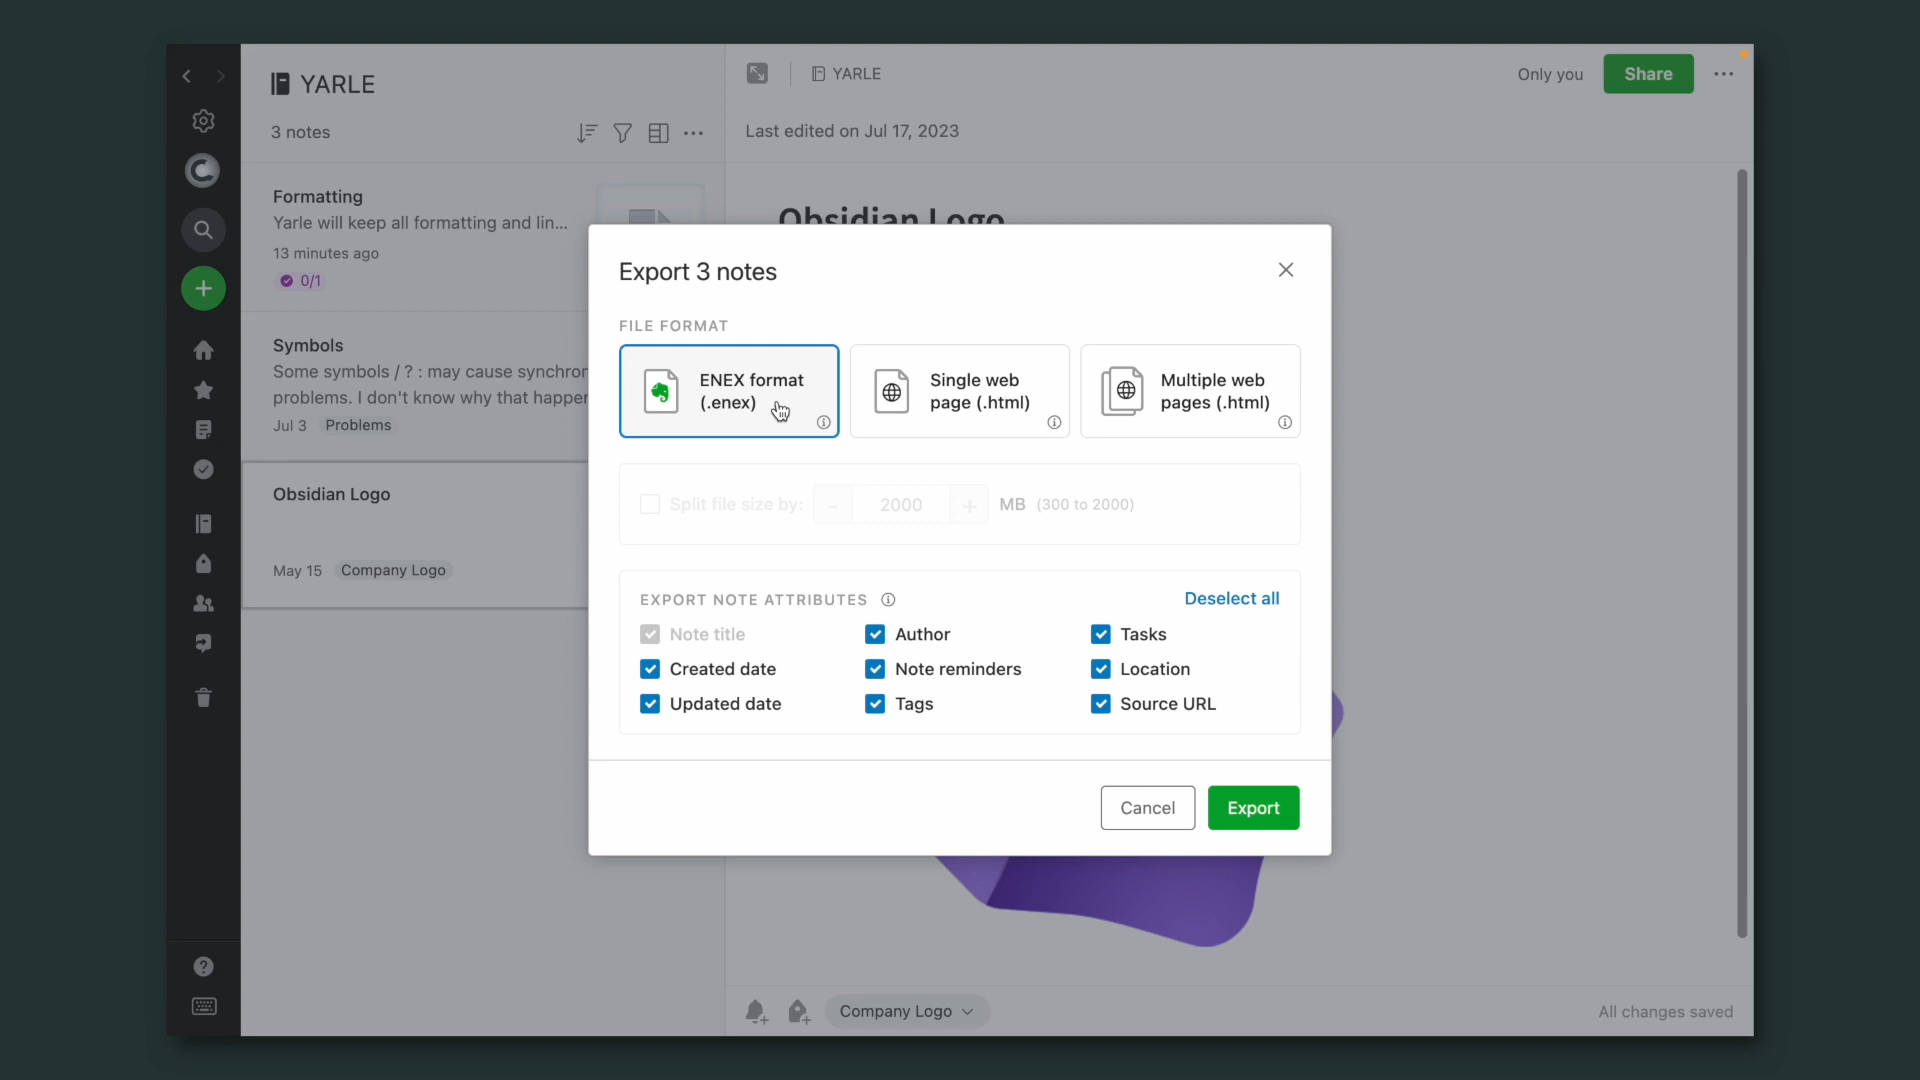 YARLE
3 notes
Formatting
Yarle will keep all formatting and lin...
13 minutes ago
0/1
Symbols
Some symbols / ? : may cause synchror
problems. I don't know why that happer
Jul 3 Problems
Obsidian Logo
May 15 Company Logo
YARLE
Only you
Share
Last edited on Jul 17, 2023
Obsidian Logo
Export 3 notes
FILE FORMAT
ENEX format
(.enex)
Single web
page (.html)
Multiple web
pages (.html)
Split file size by: - 2000 + MB (300 to 2000)
EXPORT NOTE ATTRIBUTES
Deselect all
Note title
Author
Tasks
Created date
Note reminders
Location
Updated date
Tags
Source URL
Cancel
Export
Company Logo
All changes saved